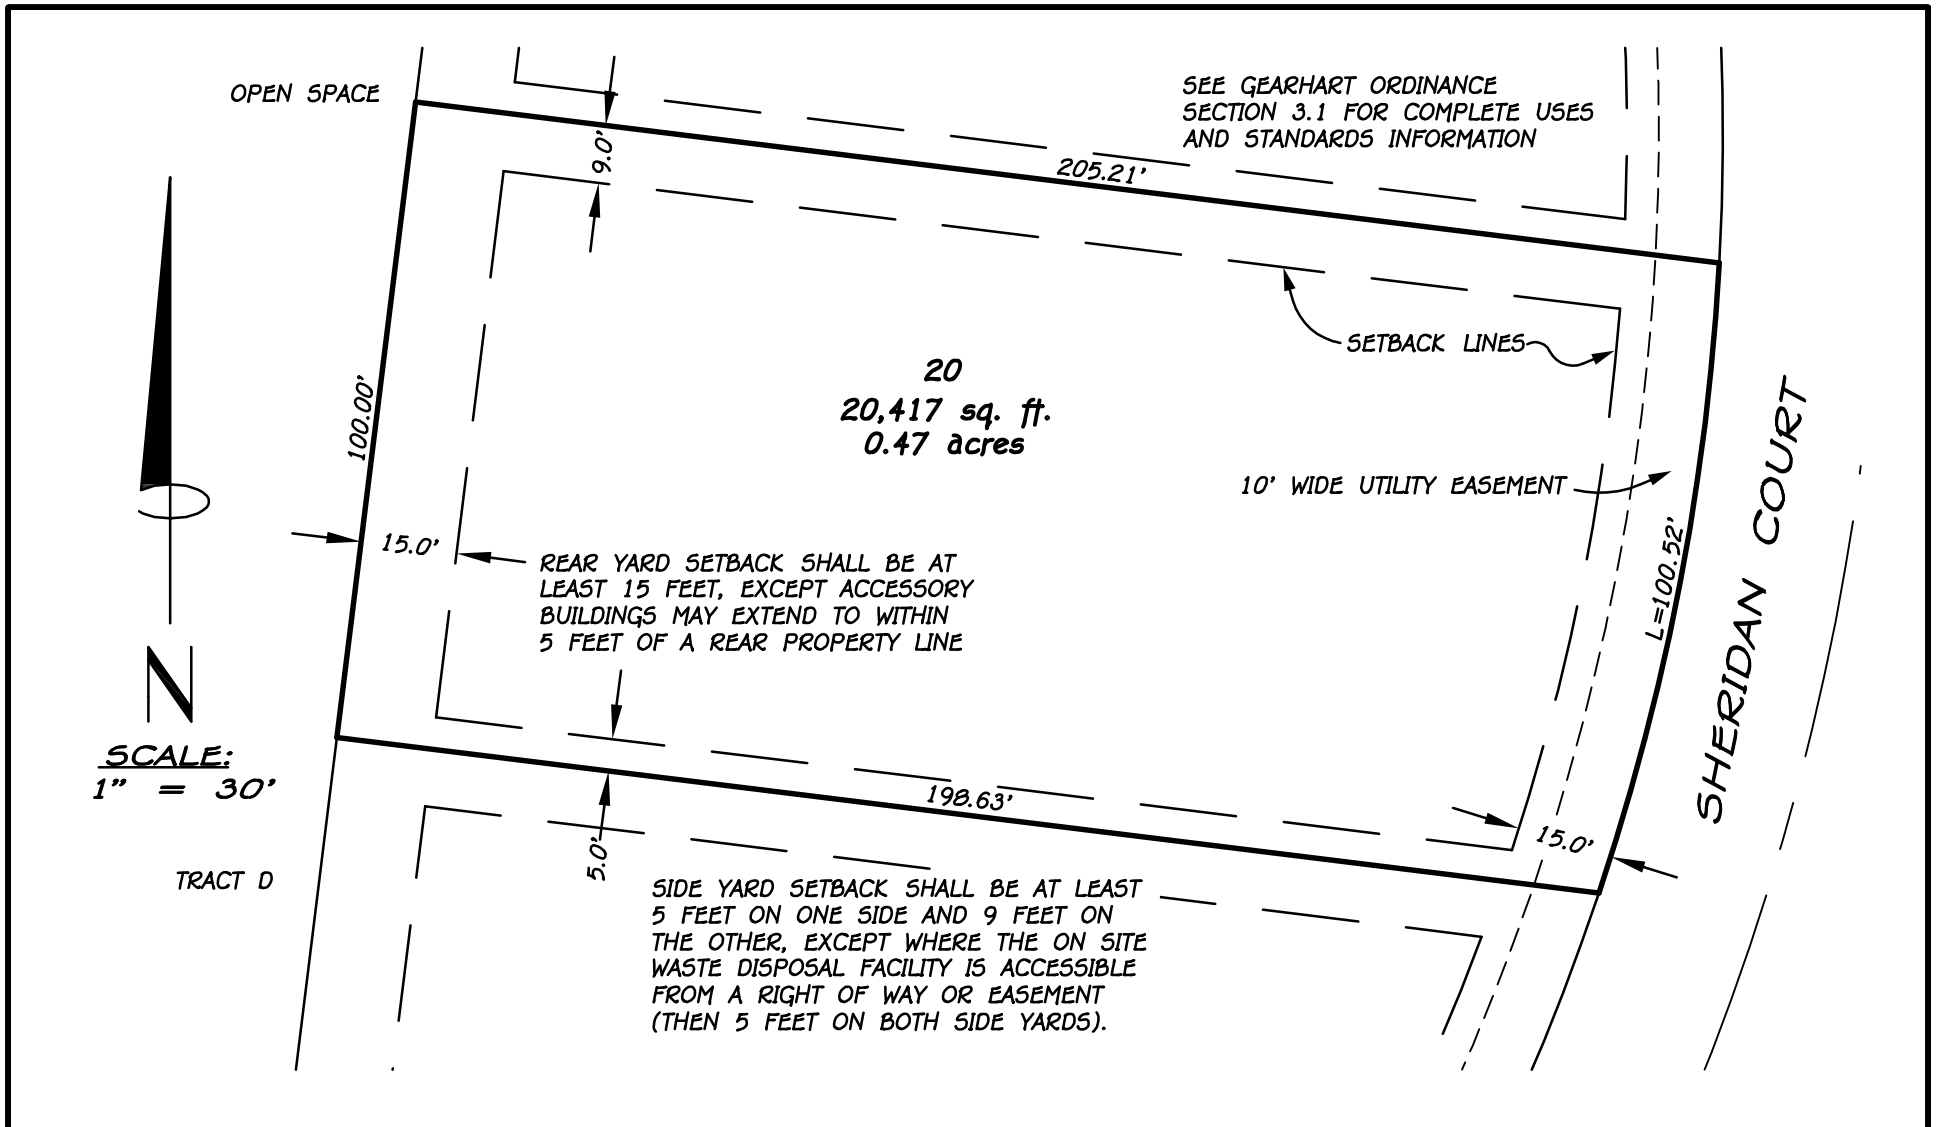 OPEN SPACE
SEE GEARHART ORDINANCE
SECTION 3.1 FOR COMPLETE USES
AND STANDARDS INFORMATION
9.0'
205.21'
SETBACK LINES
20
20,417 sq. ft.
0.47 acres
100.00'
10' WIDE UTILITY EASEMENT
SHERIDAN COURT
L=100.52'
15.0'
REAR YARD SETBACK SHALL BE AT
LEAST 15 FEET, EXCEPT ACCESSORY
BUILDINGS MAY EXTEND TO WITHIN
5 FEET OF A REAR PROPERTY LINE
N
SCALE:
1" = 30'
198.63'
15.0'
5.0'
TRACT D
SIDE YARD SETBACK SHALL BE AT LEAST
5 FEET ON ONE SIDE AND 9 FEET ON
THE OTHER, EXCEPT WHERE THE ON SITE
WASTE DISPOSAL FACILITY IS ACCESSIBLE
FROM A RIGHT OF WAY OR EASEMENT
(THEN 5 FEET ON BOTH SIDE YARDS).